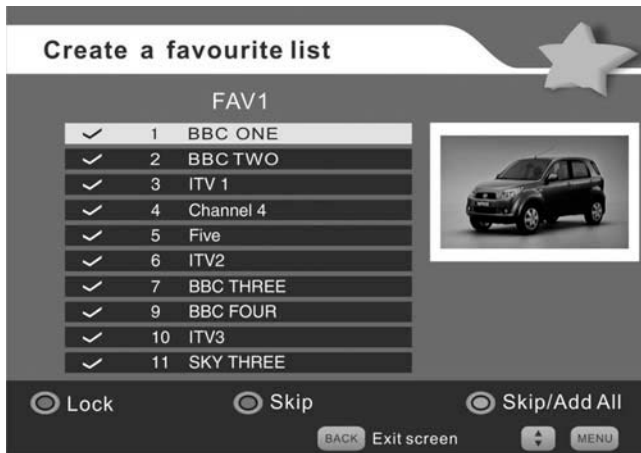 Create a favourite list
FAV1
1 BBC ONE
2 BBC TWO
3 ITV 1
4 Channel 4
5 Five
6 ITV2
7 BBC THREE
9 BBC FOUR
10 ITV3
11 SKY THREE
Lock Skip Skip/Add All
BACK Exit screen MENU